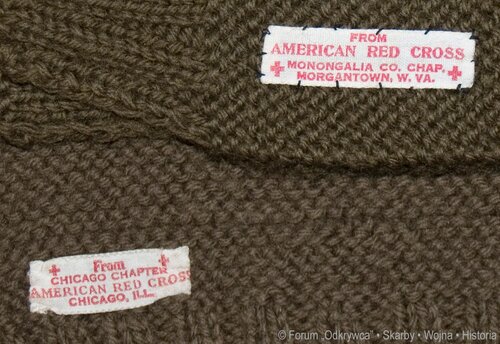 FROM
AMERICAN RED CROSS
MONONGALIA CO. CHAP.
MORGANTOWN, W. VA.
From
CHICAGO CHAPTER
AMERICAN RED CROSS
CHICAGO, ILL.
© Forum „Odkrywca” • Skarby • Wojna • Historia